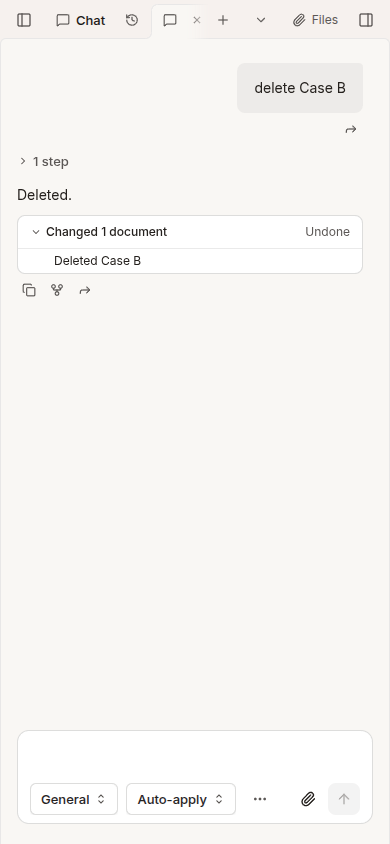 Chat
Files
delete Case B
1 step
Deleted.
Changed 1 document
Undone
Deleted Case B
General
Auto-apply